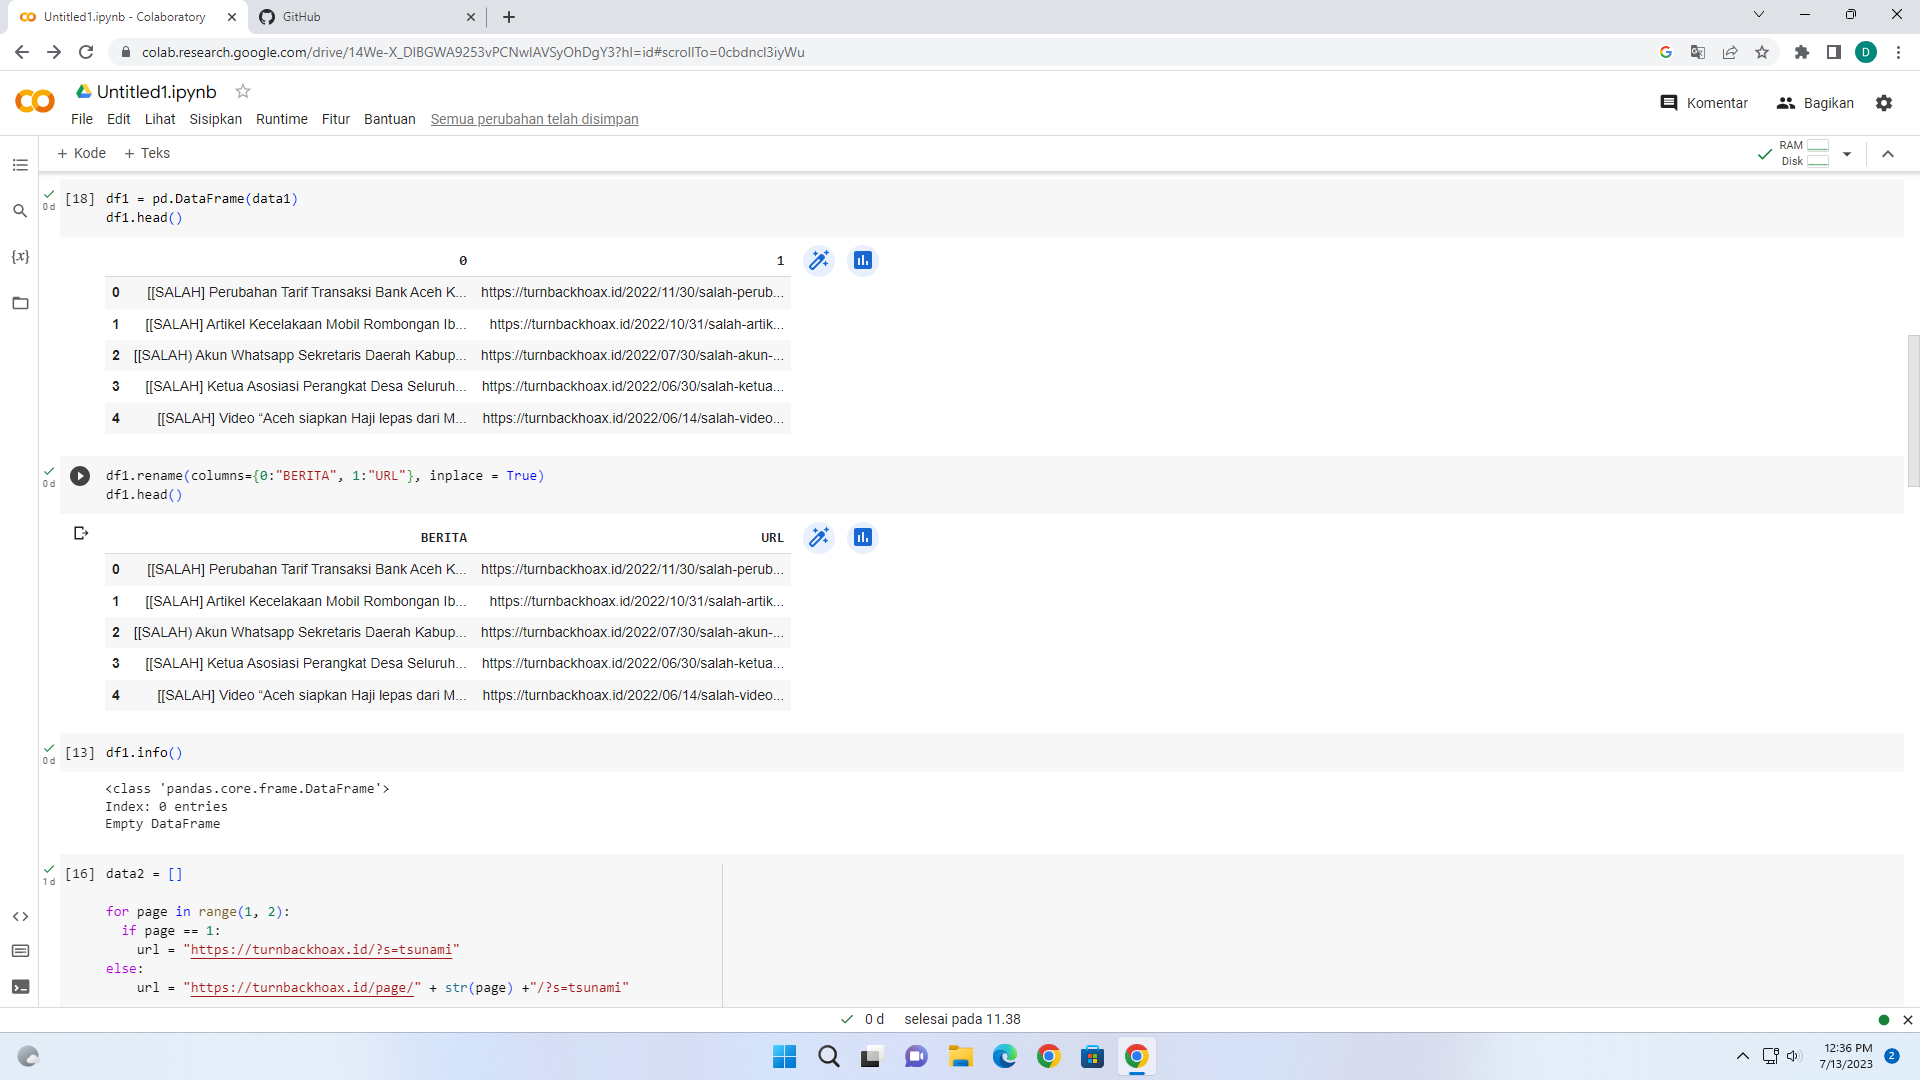 Untitled1.ipynb - Colaboratory
GitHub
colab.research.google.com/drive/14We-X_DlBGWA9253vPCNwlAVSyOhDgY3?hl=id#scrollTo=0cbdncl3iyWu
D
Untitled1.ipynb
Komentar
Bagikan
File Edit Lihat Sisipkan Runtime Fitur Bantuan Semua perubahan telah disimpan
+ Kode + Teks
RAM
Disk
{x}
0 d
[18] df1 = pd.DataFrame(data1)
df1.head()
0 1
0 [[SALAH] Perubahan Tarif Transaksi Bank Aceh K... https://turnbackhoax.id/2022/11/30/salah-perub...
1 [[SALAH] Artikel Kecelakaan Mobil Rombongan Ib... https://turnbackhoax.id/2022/10/31/salah-artik...
2 [[SALAH) Akun Whatsapp Sekretaris Daerah Kabup... https://turnbackhoax.id/2022/07/30/salah-akun-...
3 [[SALAH] Ketua Asosiasi Perangkat Desa Seluruh... https://turnbackhoax.id/2022/06/30/salah-ketua...
4 [[SALAH] Video “Aceh siapkan Haji lepas dari M... https://turnbackhoax.id/2022/06/14/salah-video...
0 d
df1.rename(columns={0:"BERITA", 1:"URL"}, inplace = True)
df1.head()
BERITA URL
0 [[SALAH] Perubahan Tarif Transaksi Bank Aceh K... https://turnbackhoax.id/2022/11/30/salah-perub...
1 [[SALAH] Artikel Kecelakaan Mobil Rombongan Ib... https://turnbackhoax.id/2022/10/31/salah-artik...
2 [[SALAH) Akun Whatsapp Sekretaris Daerah Kabup... https://turnbackhoax.id/2022/07/30/salah-akun-...
3 [[SALAH] Ketua Asosiasi Perangkat Desa Seluruh... https://turnbackhoax.id/2022/06/30/salah-ketua...
4 [[SALAH] Video “Aceh siapkan Haji lepas dari M... https://turnbackhoax.id/2022/06/14/salah-video...
0 d
[13] df1.info()
<class 'pandas.core.frame.DataFrame'>
Index: 0 entries
Empty DataFrame
1 d
[16] data2 = []
for page in range(1, 2):
if page == 1:
url = "https://turnbackhoax.id/?s=tsunami"
else:
url = "https://turnbackhoax.id/page/" + str(page) +"/?s=tsunami"
0 d selesai pada 11.38
12:36 PM
7/13/2023
2